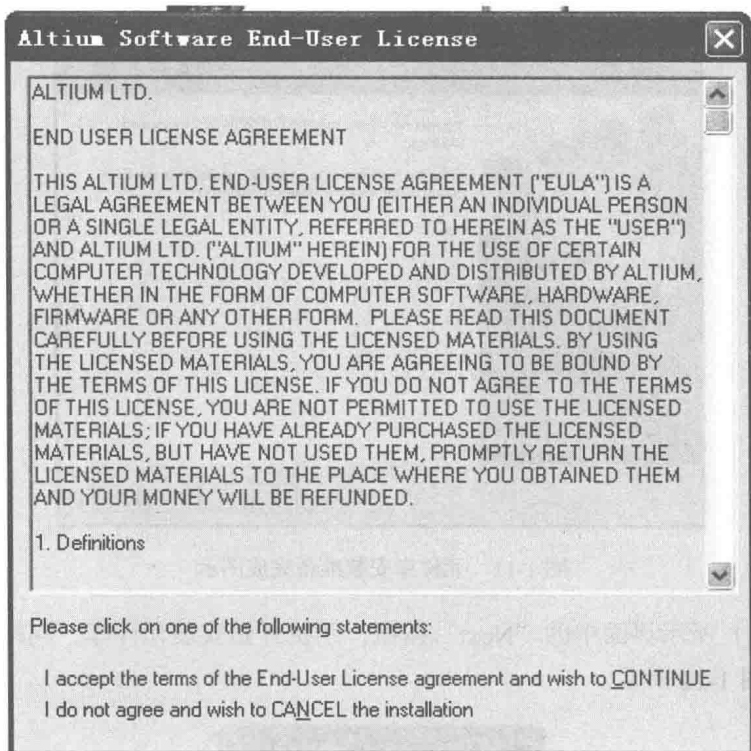 Altium Software End-User License
ALTIUM LTD.
END USER LICENSE AGREEMENT
THIS ALTIUM LTD. END-USER LICENSE AGREEMENT ("EULA") IS A
LEGAL AGREEMENT BETWEEN YOU (EITHER AN INDIVIDUAL PERSON
OR A SINGLE LEGAL ENTITY, REFERRED TO HEREIN AS THE "USER")
AND ALTIUM LTD. ("ALTIUM" HEREIN) FOR THE USE OF CERTAIN
COMPUTER TECHNOLOGY DEVELOPED AND DISTRIBUTED BY ALTIUM,
WHETHER IN THE FORM OF COMPUTER SOFTWARE, HARDWARE,
FIRMWARE OR ANY OTHER FORM. PLEASE READ THIS DOCUMENT
CAREFULLY BEFORE USING THE LICENSED MATERIALS. BY USING
THE LICENSED MATERIALS, YOU ARE AGREEING TO BE BOUND BY
THE TERMS OF THIS LICENSE. IF YOU DO NOT AGREE TO THE TERMS
OF THIS LICENSE, YOU ARE NOT PERMITTED TO USE THE LICENSED
MATERIALS; IF YOU HAVE ALREADY PURCHASED THE LICENSED
MATERIALS, BUT HAVE NOT USED THEM, PROMPTLY RETURN THE
LICENSED MATERIALS TO THE PLACE WHERE YOU OBTAINED THEM
AND YOUR MONEY WILL BE REFUNDED.
1. Definitions
Please click on one of the following statements:
I accept the terms of the End-User License agreement and wish to CONTINUE
I do not agree and wish to CANCEL the installation